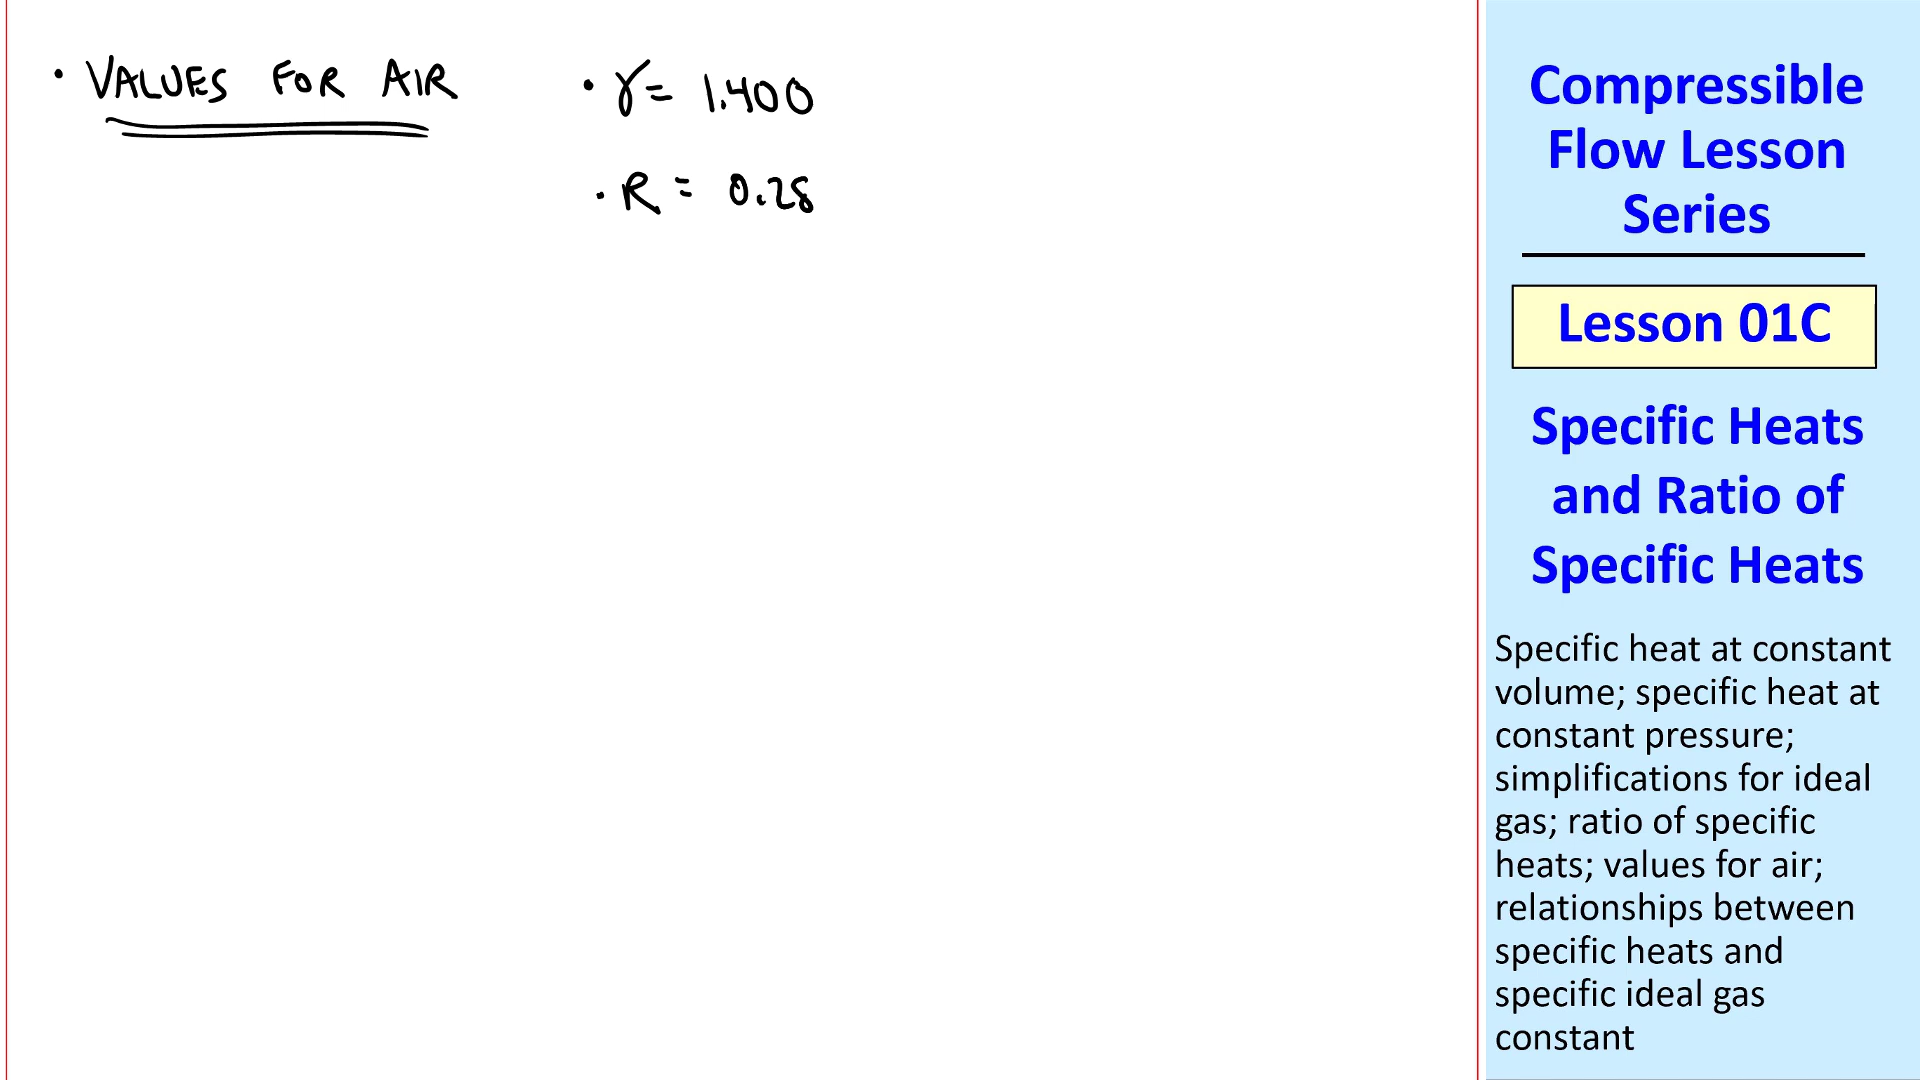 • VALUES FOR AIR
• γ = 1.400
• R = 0.28
Compressible
Flow Lesson
Series
Lesson 01C
Specific Heats
and Ratio of
Specific Heats
Specific heat at constant
volume; specific heat at
constant pressure;
simplifications for ideal
gas; ratio of specific
heats; values for air;
relationships between
specific heats and
specific ideal gas
constant